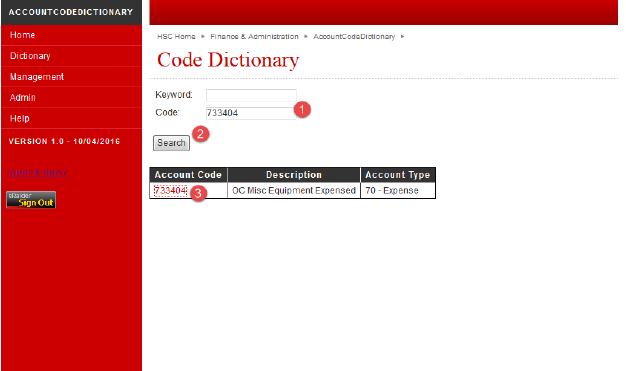 ACCOUNTCODEDICTIONARY
Home
Dictionary
Management
Admin
Help
VERSION 1.0 - 10/04/2016
eRaider
Sign Out
HSC Home ► Finance & Administration ► AccountCodeDictionary ►
Code Dictionary
Keyword:
Code: 733404 1
2
Search
Account Code Description Account Type
733404 3 OC Misc Equipment Expensed 70 - Expense